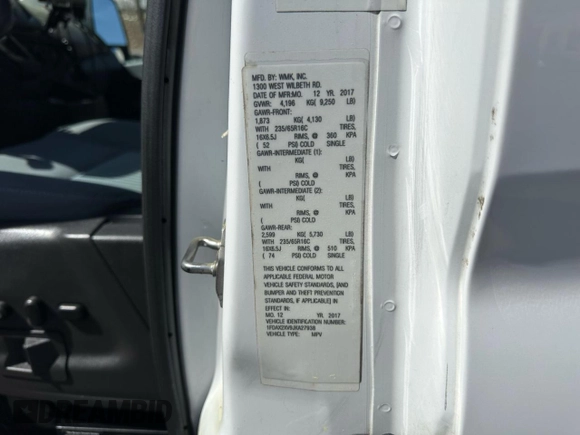 MFD. BY: WMK, INC.
1300 WEST WILBETH RD.
DATE OF MFR:MO. 12 YR. 2017
GVWR: 4,196 KG( 9,250 LB)
GAWR-FRONT:
1,873 KG( 4,130 LB)
WITH 235/65R16C TIRES,
16X6.5J RIMS, @ 360 KPA
( 52 PSI) COLD SINGLE
GAWR-INTERMEDIATE (1):
KG( LB)
WITH TIRES,
RIMS, @ KPA
( PSI) COLD
GAWR-INTERMEDIATE (2):
KG( LB)
WITH TIRES,
RIMS, @ KPA
( PSI) COLD
GAWR-REAR:
2,599 KG( 5,730 LB)
WITH 235/65R16C TIRES,
16X6.5J RIMS, @ 510 KPA
( 74 PSI) COLD SINGLE
THIS VEHICLE CONFORMS TO ALL
APPLICABLE FEDERAL MOTOR
VEHICLE SAFETY STANDARDS, [AND
BUMPER AND THEFT PREVENTION
STANDARDS, IF APPLICABLE]
IN EFFECT IN:
MO. 12 YR. 2017
VEHICLE IDENTIFICATION NUMBER:
VEHICLE TYPE: MPV
DREAMBID